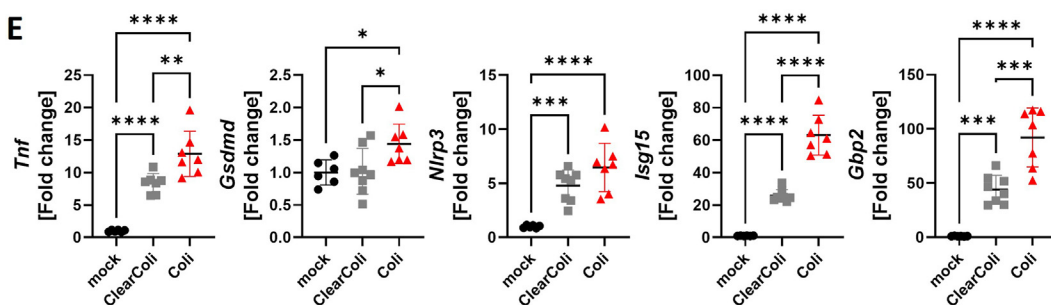 E
Tnf
[Fold change]
25
20
15
10
5
0
****
****
**
mock
ClearColi
Coli
Gsdmd
[Fold change]
2.5
2.0
1.5
1.0
0.5
0.0
*
*
mock
ClearColi
Coli
Nlrp3
[Fold change]
15
10
5
0
****
***
mock
ClearColi
Coli
Isg15
[Fold change]
100
80
60
40
20
0
****
****
****
mock
ClearColi
Coli
Gbp2
[Fold change]
150
100
50
0
****
***
***
mock
ClearColi
Coli